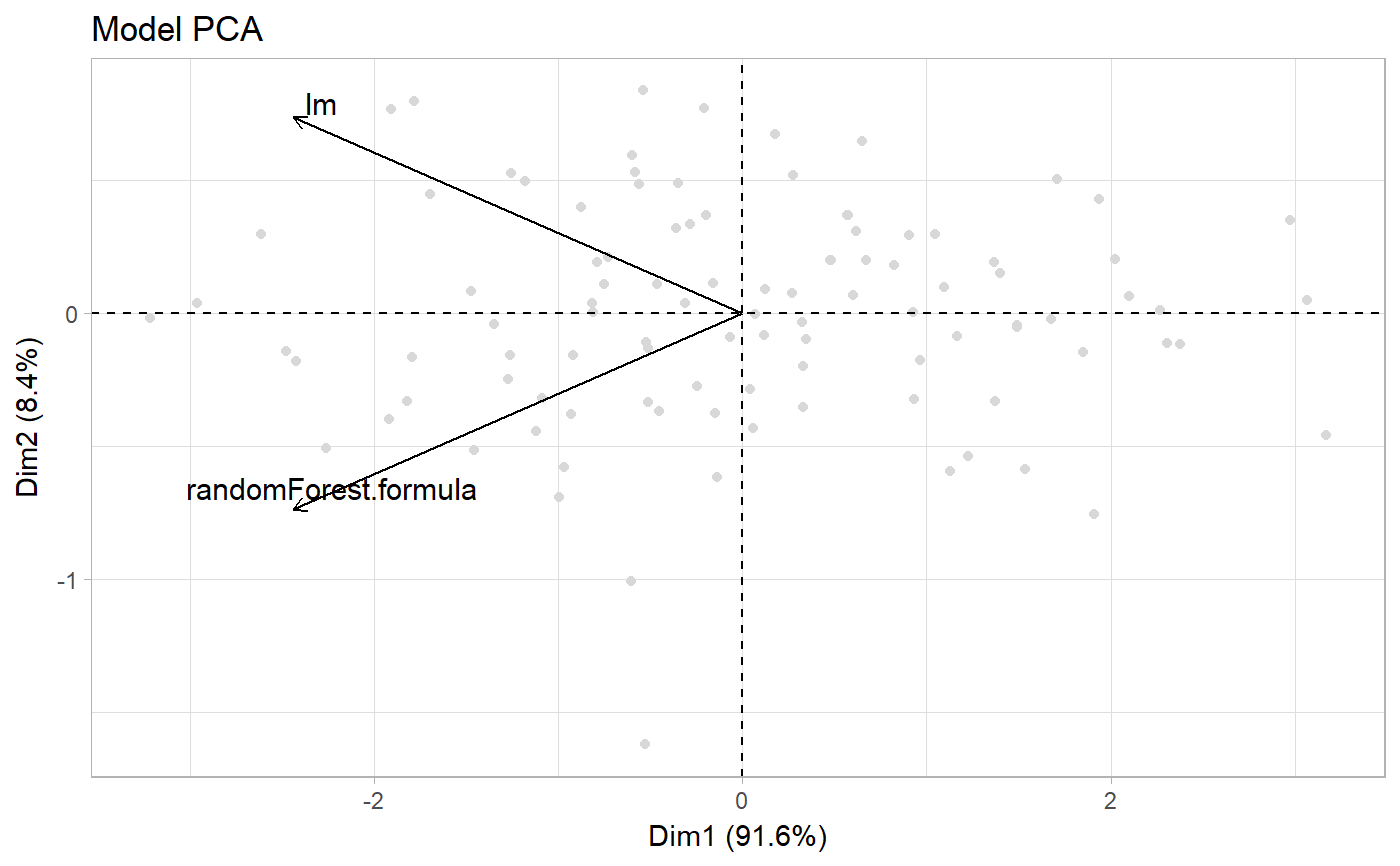 Model PCA
lm
randomForest.formula
0
-1
-2
0
2
Dim1 (91.6%)
Dim2 (8.4%)